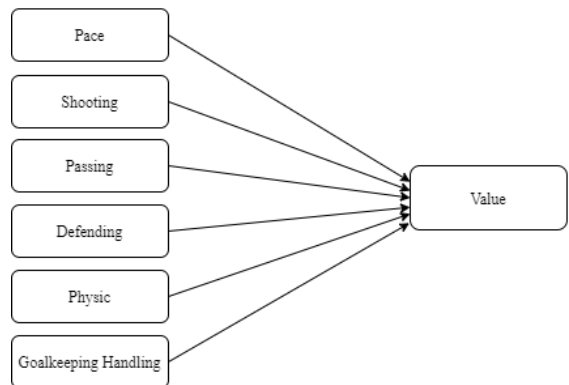 Pace
Shooting
Passing
Value
Defending
Physic
Goalkeeping Handling